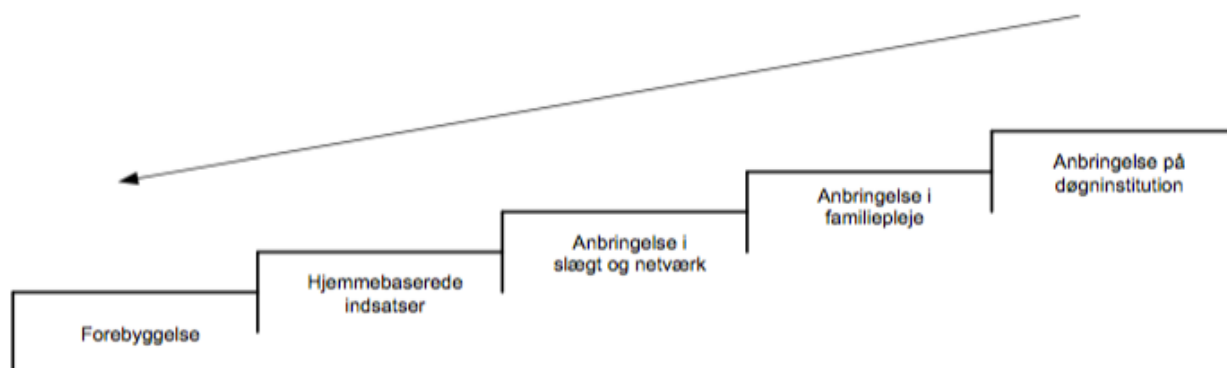 Forebyggelse
Hjemmebaserede
indsatser
Anbringelse i
slægt og netværk
Anbringelse i
familiepleje
Anbringelse på
døgninstitution